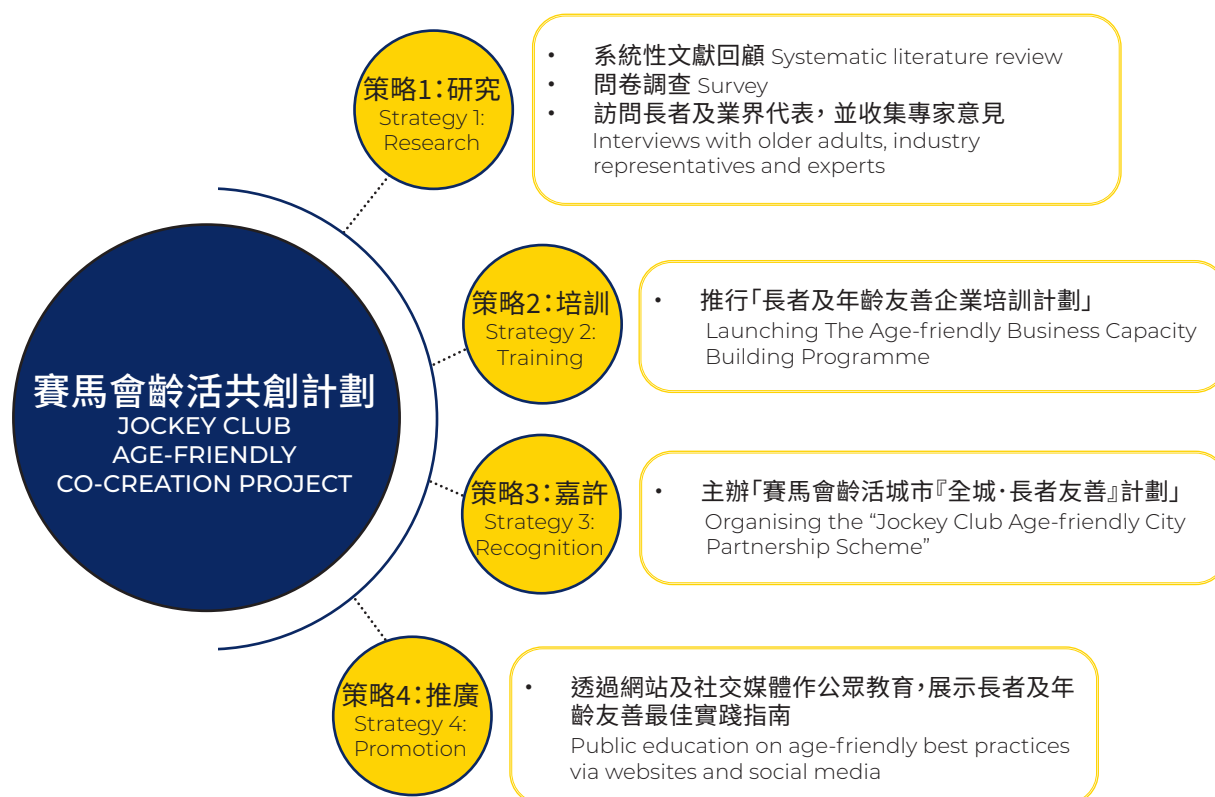 賽馬會齡活共創計劃
JOCKEY CLUB
AGE-FRIENDLY
CO-CREATION PROJECT
策略1：研究
Strategy 1:
Research
• 系統性文獻回顧 Systematic literature review
• 問卷調查 Survey
• 訪問長者及業界代表，並收集專家意見
Interviews with older adults, industry
representatives and experts
策略2：培訓
Strategy 2:
Training
• 推行「長者及年齡友善企業培訓計劃」
Launching The Age-friendly Business Capacity
Building Programme
策略3：嘉許
Strategy 3:
Recognition
• 主辦「賽馬會齡活城市『全城·長者友善』計劃」
Organising the “Jockey Club Age-friendly City
Partnership Scheme”
策略4：推廣
Strategy 4:
Promotion
• 透過網站及社交媒體作公眾教育，展示長者及年
齡友善最佳實踐指南
Public education on age-friendly best practices
via websites and social media